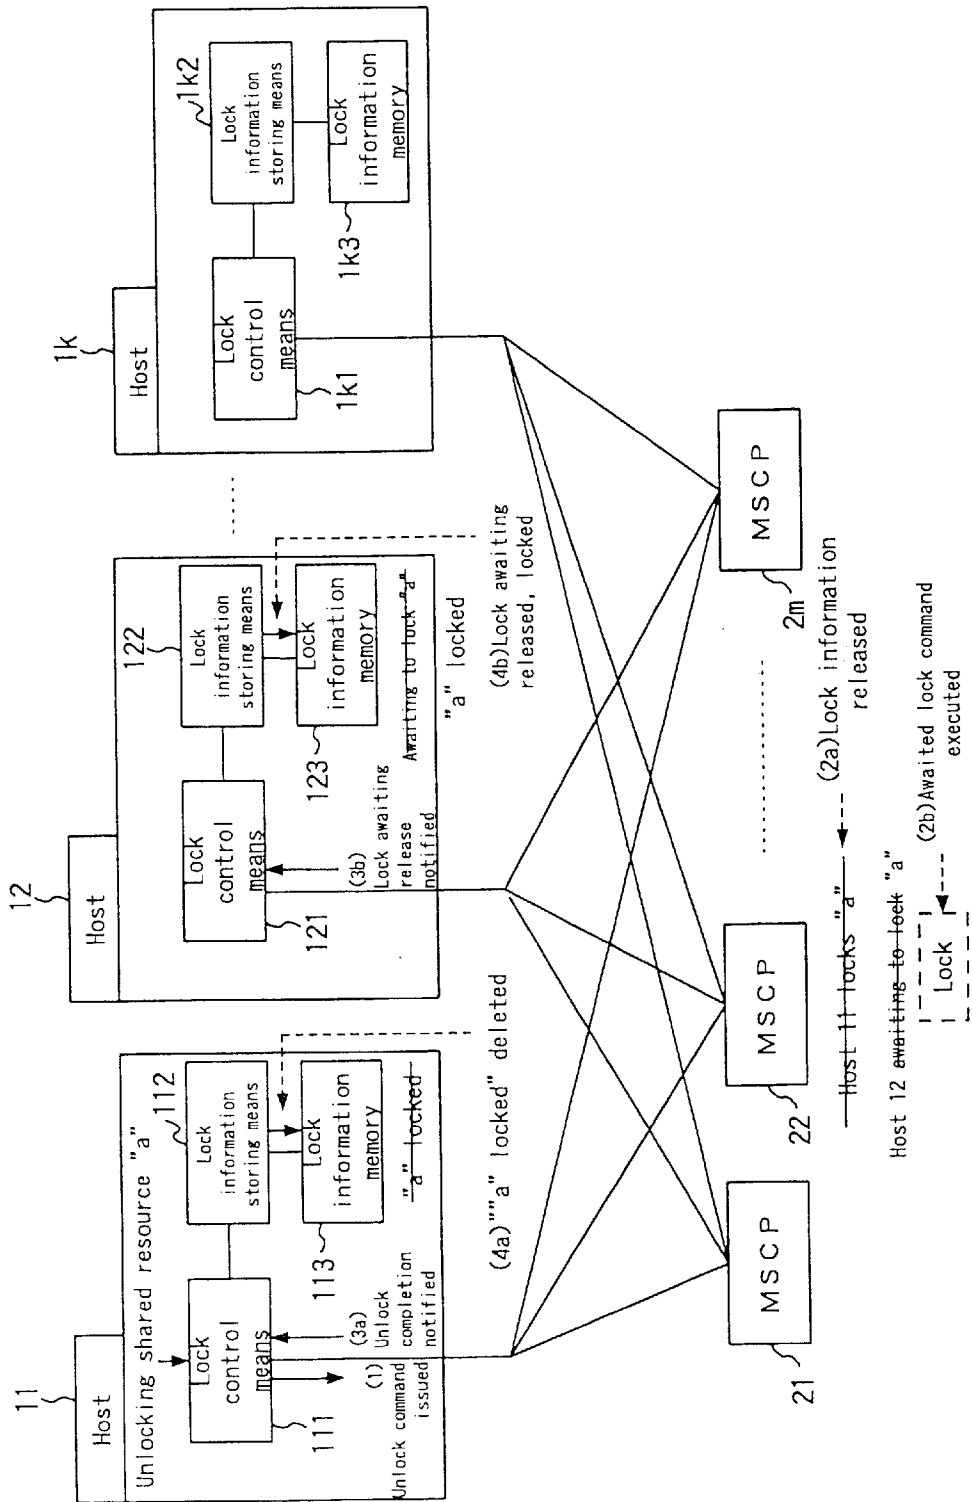 11
Host
Unlocking shared resource "a"
Lock
control
means
111
112
Lock
information
storing means
Lock
information
memory
113
"a" locked
(1)
Unlock command
issued
(3a)
Unlock
completion
notified
(4a)""a" locked" deleted
12
Host
Lock
control
means
121
122
Lock
information
storing means
Lock
information
memory
123
Awaiting to lock "a"
"a" locked
(3b)
Lock awaiting
release
notified
(4b)Lock awaiting
released, locked
1k
Host
Lock
control
means
1k1
1k2
Lock
information
storing means
Lock
information
memory
1k3
MSCP
21
MSCP
22
MSCP
2m
Host 11 locks "a"
(2a)Lock information
released
Host 12 awaiting to lock "a"
Lock
(2b)Awaited lock command
executed